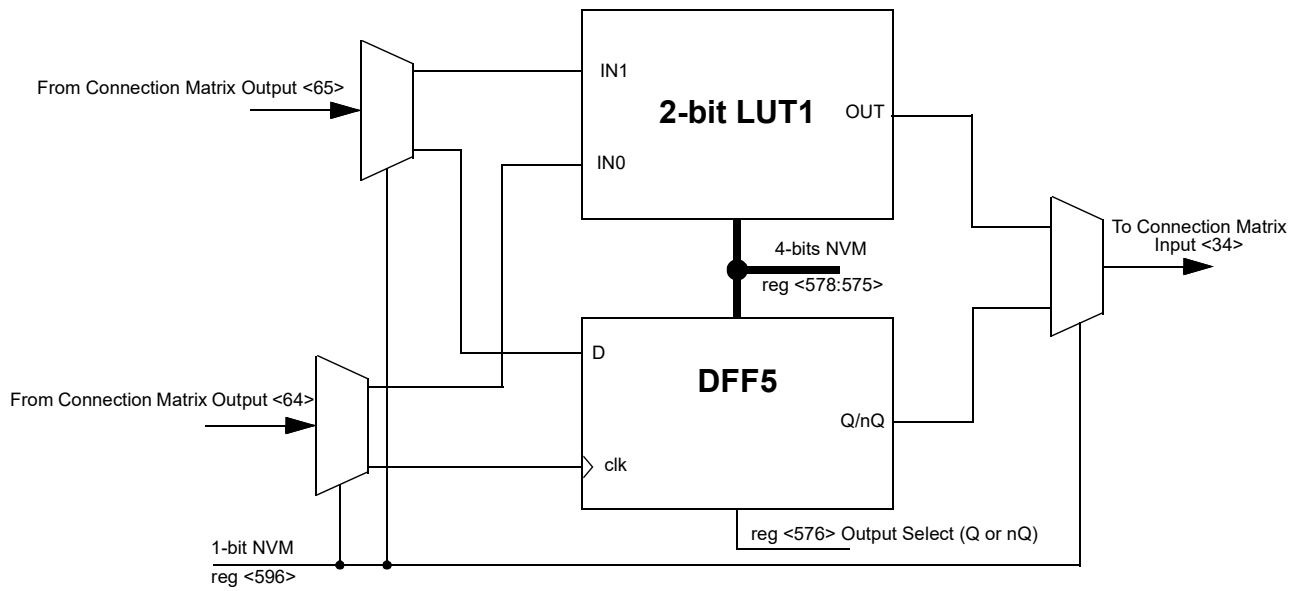 From Connection Matrix Output <65>
IN1
2-bit LUT1
OUT
IN0
To Connection Matrix
Input <34>
4-bits NVM
reg <578:575>
D
DFF5
From Connection Matrix Output <64>
Q/nQ
clk
reg <576> Output Select (Q or nQ)
1-bit NVM
reg <596>